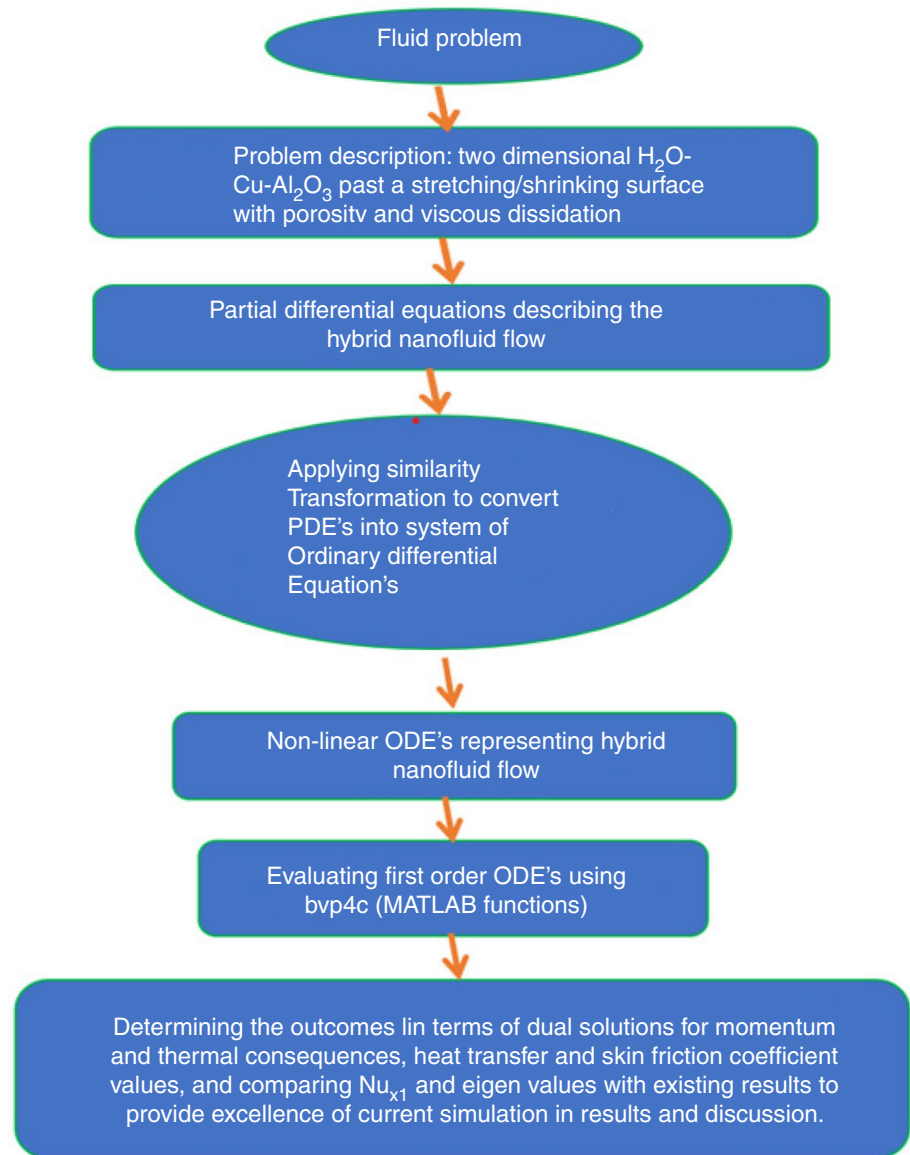 Fluid problem
Problem description: two dimensional H₂O-
Cu-Al₂O₃ past a stretching/shrinking surface
with porositv and viscous dissidation
Partial differential equations describing the
hybrid nanofluid flow
Applying similarity
Transformation to convert
PDE's into system of
Ordinary differential
Equation's
Non-linear ODE's representing hybrid
nanofluid flow
Evaluating first order ODE's using
bvp4c (MATLAB functions)
Determining the outcomes lin terms of dual solutions for momentum
and thermal consequences, heat transfer and skin friction coefficient
values, and comparing Nuₓ₁ and eigen values with existing results to
provide excellence of current simulation in results and discussion.